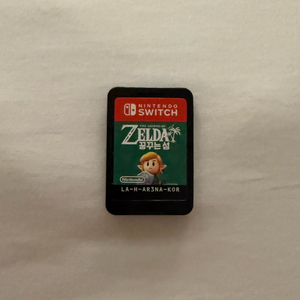 NINTENDO
SWITCH
THE LEGEND OF
ZELDA
꿈꾸는 섬
Nintendo
LA-H-AR3NA-KOR